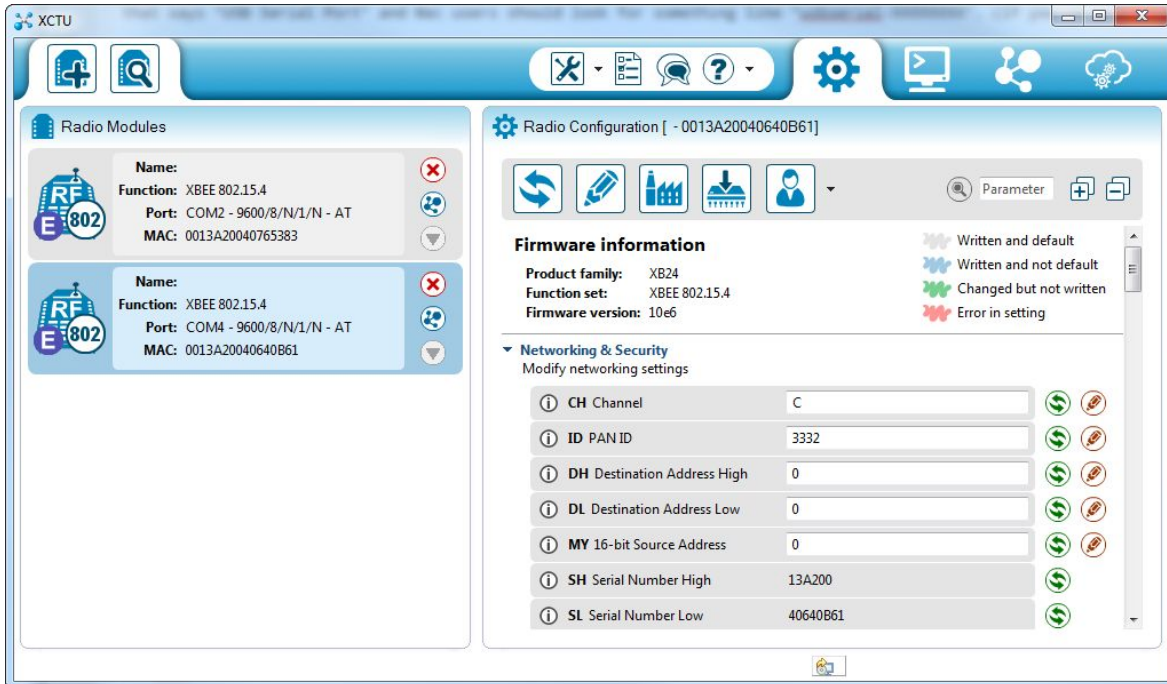 XCTU
Radio Modules
Name:
Function: XBEE 802.15.4
Port: COM2 - 9600/8/N/1/N - AT
MAC: 0013A20040765383
RF
E 802
Name:
Function: XBEE 802.15.4
Port: COM4 - 9600/8/N/1/N - AT
MAC: 0013A20040640B61
RF
E 802
Radio Configuration [ - 0013A20040640B61]
Parameter
Firmware information
Product family: XB24
Function set: XBEE 802.15.4
Firmware version: 10e6
Written and default
Written and not default
Changed but not written
Error in setting
Networking & Security
Modify networking settings
CH Channel C
ID PAN ID 3332
DH Destination Address High 0
DL Destination Address Low 0
MY 16-bit Source Address 0
SH Serial Number High 13A200
SL Serial Number Low 40640B61